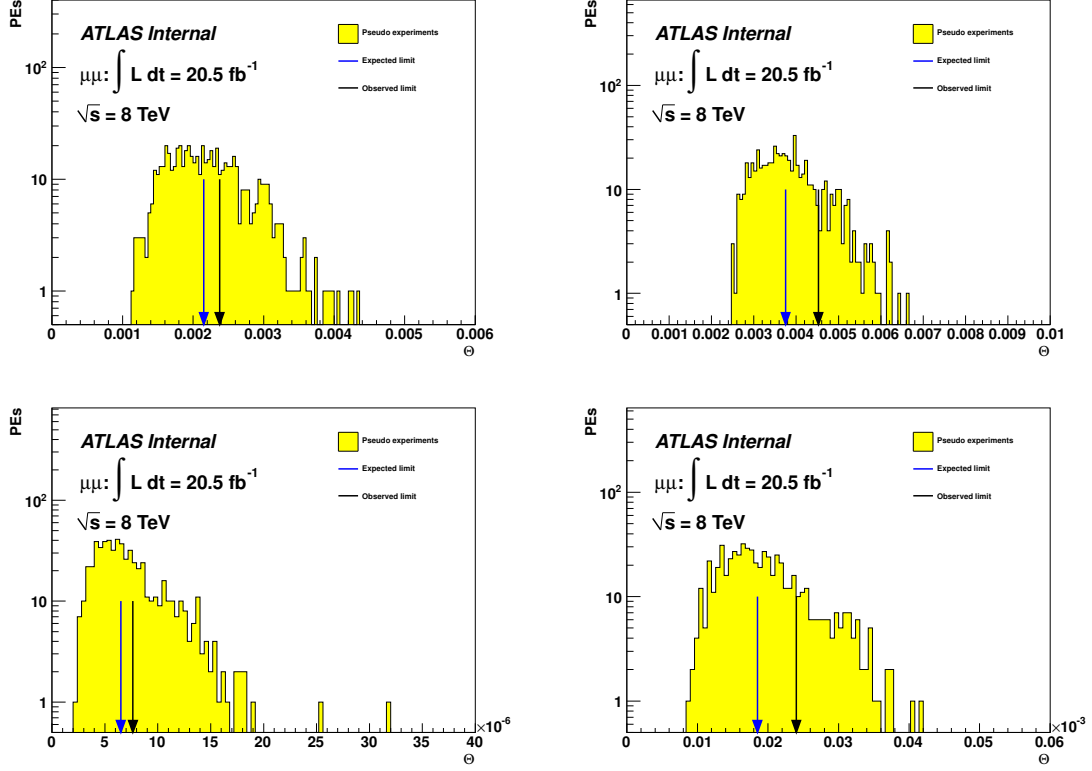 PEs
ATLAS Internal
μμ: ∫ L dt = 20.5 fb⁻¹
√s = 8 TeV
Pseudo experiments
Expected limit
Observed limit
10²
10
1
0 0.001 0.002 0.003 0.004 0.005 0.006
Θ
PEs
ATLAS Internal
μμ: ∫ L dt = 20.5 fb⁻¹
√s = 8 TeV
Pseudo experiments
Expected limit
Observed limit
10²
10
1
0 0.001 0.002 0.003 0.004 0.005 0.006 0.007 0.008 0.009 0.01
Θ
PEs
ATLAS Internal
μμ: ∫ L dt = 20.5 fb⁻¹
√s = 8 TeV
Pseudo experiments
Expected limit
Observed limit
10²
10
1
0 5 10 15 20 25 30 35 40
×10⁻⁶
Θ
PEs
ATLAS Internal
μμ: ∫ L dt = 20.5 fb⁻¹
√s = 8 TeV
Pseudo experiments
Expected limit
Observed limit
10²
10
1
0 0.01 0.02 0.03 0.04 0.05 0.06
×10⁻³
Θ